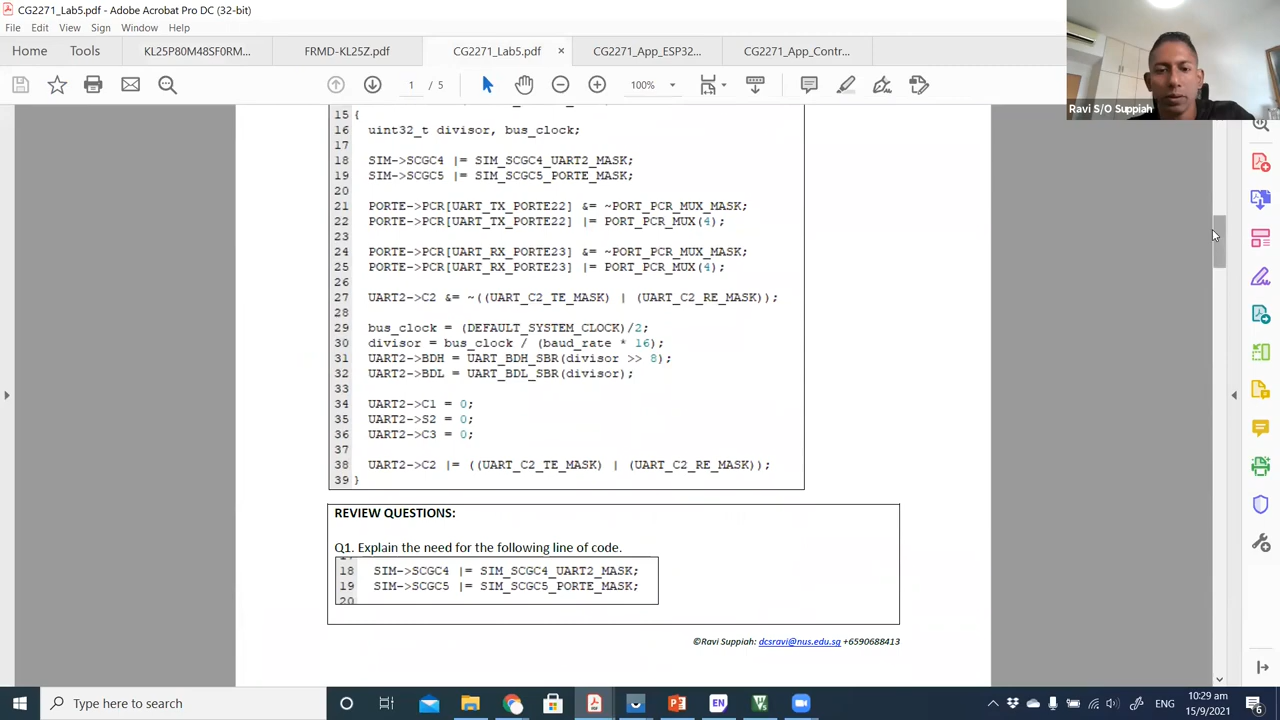 CG2271_Lab5.pdf - Adobe Acrobat Pro DC (32-bit)
File Edit View Sign Window Help
Home Tools KL25P80M48SF0RM... FRMD-KL25Z.pdf CG2271_Lab5.pdf × CG2271_App_ESP32... CG2271_App_Contr...
1 / 5 100%
Ravi S/O Suppiah
15 {
16 uint32_t divisor, bus_clock;
17
18 SIM->SCGC4 |= SIM_SCGC4_UART2_MASK;
19 SIM->SCGC5 |= SIM_SCGC5_PORTE_MASK;
20
21 PORTE->PCR[UART_TX_PORTE22] &= ~PORT_PCR_MUX_MASK;
22 PORTE->PCR[UART_TX_PORTE22] |= PORT_PCR_MUX(4);
23
24 PORTE->PCR[UART_RX_PORTE23] &= ~PORT_PCR_MUX_MASK;
25 PORTE->PCR[UART_RX_PORTE23] |= PORT_PCR_MUX(4);
26
27 UART2->C2 &= ~((UART_C2_TE_MASK) | (UART_C2_RE_MASK));
28
29 bus_clock = (DEFAULT_SYSTEM_CLOCK)/2;
30 divisor = bus_clock / (baud_rate * 16);
31 UART2->BDH = UART_BDH_SBR(divisor >> 8);
32 UART2->BDL = UART_BDL_SBR(divisor);
33
34 UART2->C1 = 0;
35 UART2->S2 = 0;
36 UART2->C3 = 0;
37
38 UART2->C2 |= ((UART_C2_TE_MASK) | (UART_C2_RE_MASK));
39 }
REVIEW QUESTIONS:
Q1. Explain the need for the following line of code.
18 SIM->SCGC4 |= SIM_SCGC4_UART2_MASK;
19 SIM->SCGC5 |= SIM_SCGC5_PORTE_MASK;
20
©Ravi Suppiah: dcsravi@nus.edu.sg +6590688413
Type here to search
EN
ENG
10:29 am
15/9/2021
6